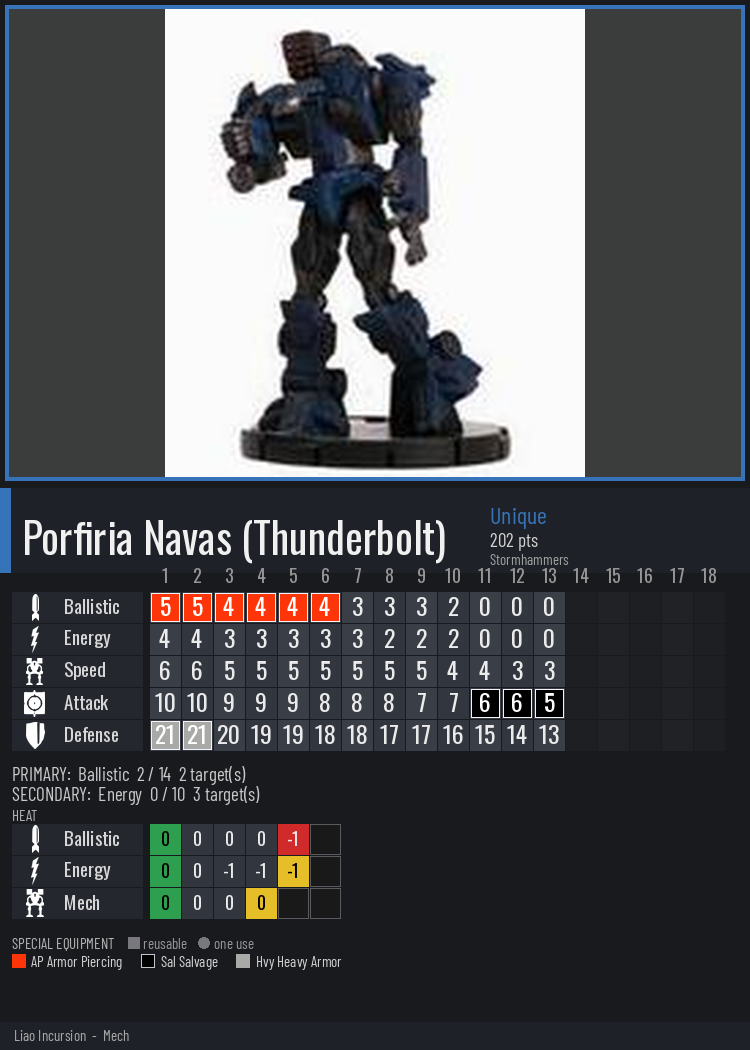 Porfiria Navas (Thunderbolt)
Unique
202 pts
Stormhammers
1 2 3 4 5 6 7 8 9 10 11 12 13 14 15 16 17 18
Ballistic 5 5 4 4 4 4 3 3 3 2 0 0 0
Energy 4 4 3 3 3 3 3 2 2 2 0 0 0
Speed 6 6 5 5 5 5 5 5 5 4 4 3 3
Attack 10 10 9 9 9 8 8 8 7 7 6 6 5
Defense 21 21 20 19 19 18 18 17 17 16 15 14 13
PRIMARY: Ballistic 2 / 14 2 target(s)
SECONDARY: Energy 0 / 10 3 target(s)
HEAT
Ballistic 0 0 0 0 -1
Energy 0 0 -1 -1 -1
Mech 0 0 0 0
SPECIAL EQUIPMENT reusable one use
AP Armor Piercing Sal Salvage Hvy Heavy Armor
Liao Incursion - Mech